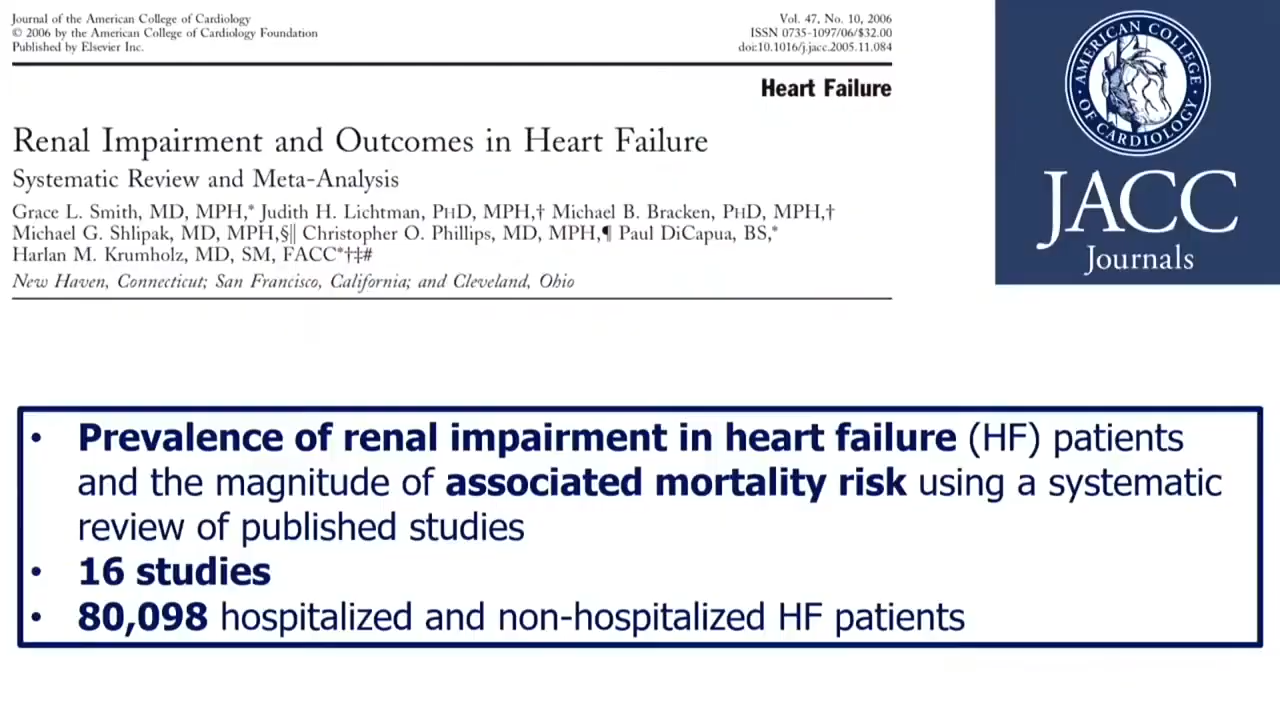 Journal of the American College of Cardiology
© 2006 by the American College of Cardiology Foundation
Published by Elsevier Inc.
Vol. 47, No. 10, 2006
ISSN 0735-1097/06/$32.00
doi:10.1016/j.jacc.2005.11.084
Heart Failure
Renal Impairment and Outcomes in Heart Failure
Systematic Review and Meta-Analysis
Grace L. Smith, MD, MPH,* Judith H. Lichtman, PHD, MPH,† Michael B. Bracken, PHD, MPH,†
Michael G. Shlipak, MD, MPH,§∥ Christopher O. Phillips, MD, MPH,¶ Paul DiCapua, BS,*
Harlan M. Krumholz, MD, SM, FACC*†‡#
New Haven, Connecticut; San Francisco, California; and Cleveland, Ohio
AMERICAN COLLEGE
OF CARDIOLOGY
JACC
Journals
• Prevalence of renal impairment in heart failure (HF) patients
and the magnitude of associated mortality risk using a systematic
review of published studies
• 16 studies
• 80,098 hospitalized and non-hospitalized HF patients